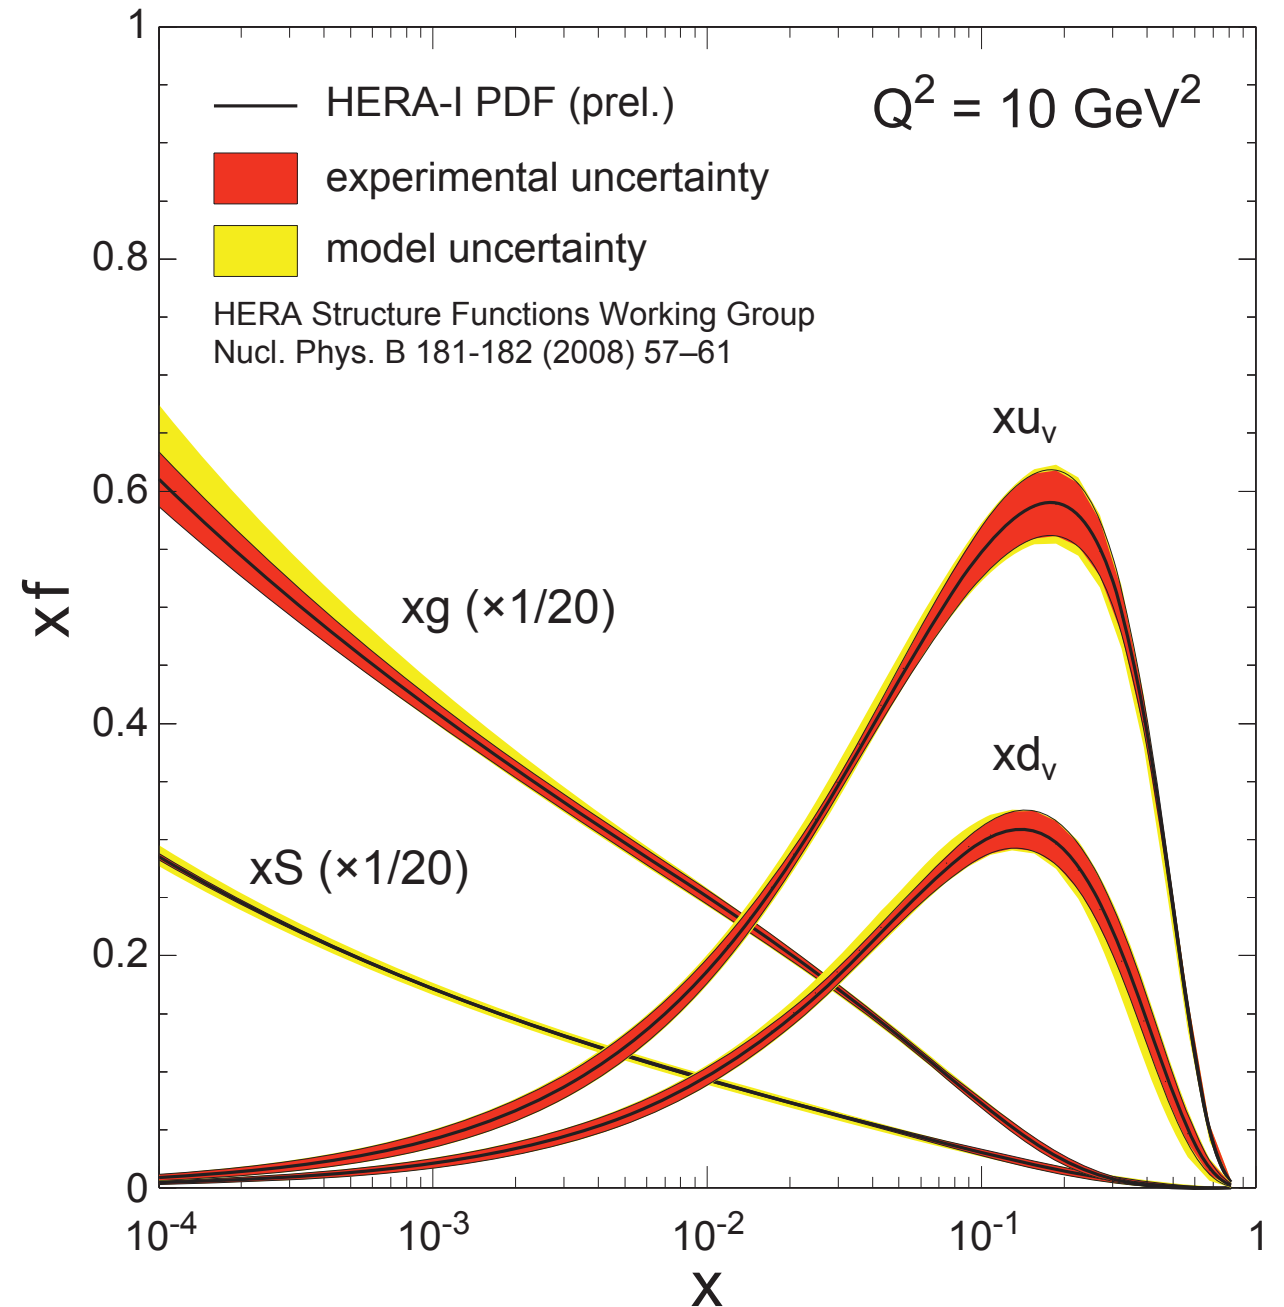 1
HERA-I PDF (prel.)
Q² = 10 GeV²
experimental uncertainty
model uncertainty
0.8
HERA Structure Functions Working Group
Nucl. Phys. B 181-182 (2008) 57–61
xuᵥ
0.6
xf
xg (×1/20)
0.4
xdᵥ
xS (×1/20)
0.2
0
10⁻⁴
10⁻³
10⁻²
10⁻¹
1
x